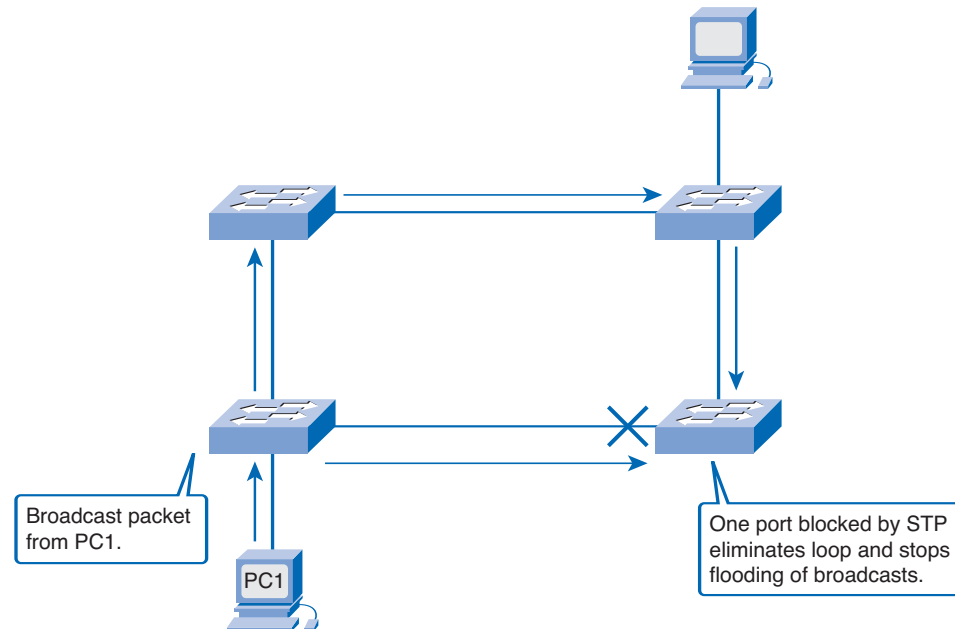 Broadcast packet
from PC1.
PC1
One port blocked by STP
eliminates loop and stops
flooding of broadcasts.